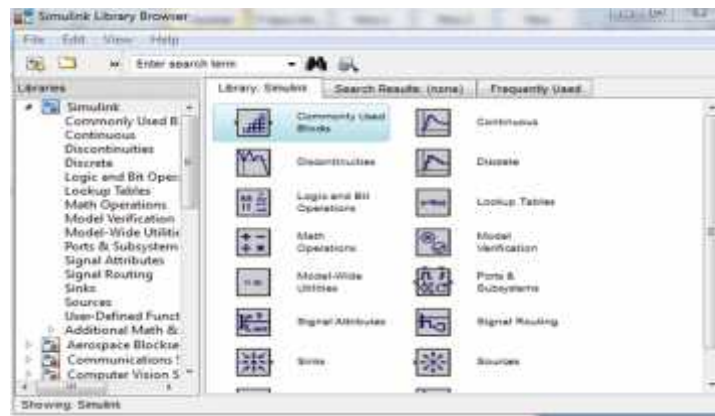 Simulink Library Browser
File Edit View Help
» Enter search term
Libraries
Library: Simulink Search Results: (none) Frequently Used
Simulink
Commonly Used B
Continuous
Discontinuities
Discrete
Logic and Bit Oper
Lookup Tables
Math Operations
Model Verification
Model-Wide Utilitie
Ports & Subsystem
Signal Attributes
Signal Routing
Sinks
Sources
User-Defined Funct
Additional Math &
Aerospace Blockse
Communications S
Computer Vision S
Commonly Used
Blocks
Continuous
Discontinuities
Discrete
Logic and Bit
Operations
Lookup Tables
Math
Operations
Model
Verification
Model-Wide
Utilities
Ports &
Subsystems
Signal Attributes
Signal Routing
Sinks
Sources
Showing: Simulink